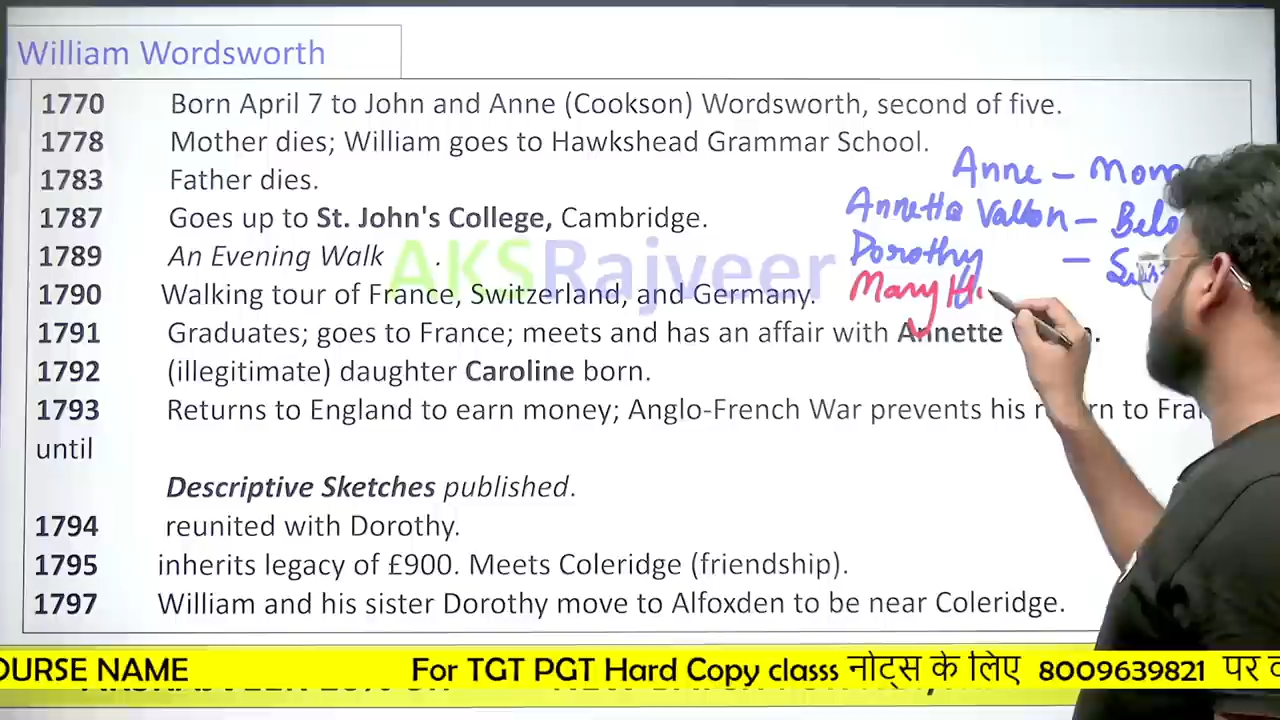 William Wordsworth
1770 Born April 7 to John and Anne (Cookson) Wordsworth, second of five.
1778 Mother dies; William goes to Hawkshead Grammar School.
Anne – Mom
1783 Father dies.
Annette Vallon – Belo
1787 Goes up to St. John's College, Cambridge.
Dorothy –
1789 An Evening Walk .
AKSRajveer
Mary Hu
1790 Walking tour of France, Switzerland, and Germany.
1791 Graduates; goes to France; meets and has an affair with Annette
1792 (illegitimate) daughter Caroline born.
1793 Returns to England to earn money; Anglo-French War prevents his to
until
Descriptive Sketches published.
1794 reunited with Dorothy.
1795 inherits legacy of £900. Meets Coleridge (friendship).
1797 William and his sister Dorothy move to Alfoxden to be near Coleridge.
OURSE NAME For TGT PGT Hard Copy classs नोट्स के लिए 8009639821 पर